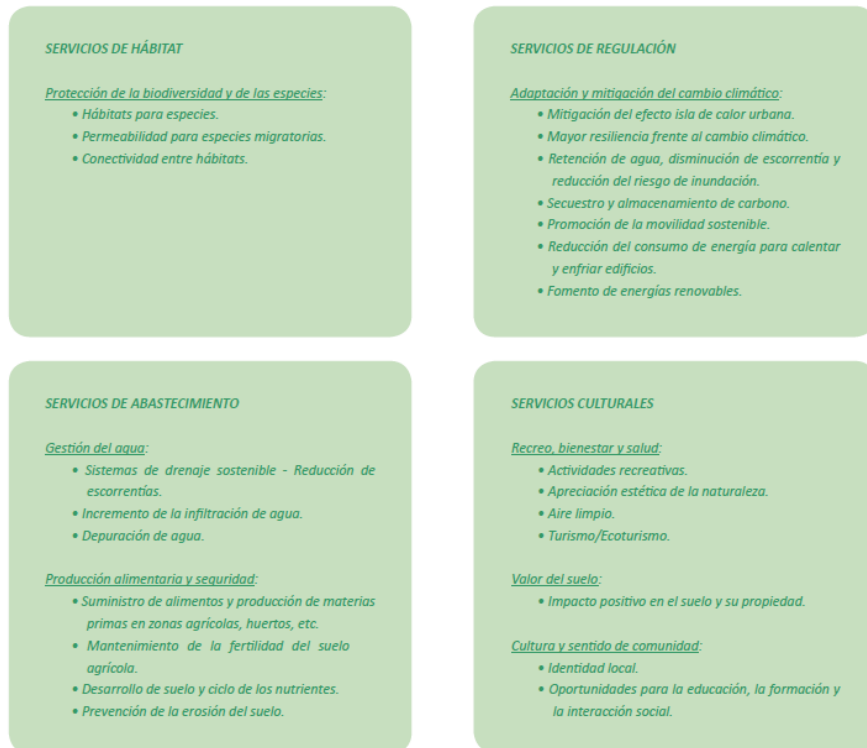 SERVICIOS DE HÁBITAT
Protección de la biodiversidad y de las especies:
• Hábitats para especies.
• Permeabilidad para especies migratorias.
• Conectividad entre hábitats.
SERVICIOS DE REGULACIÓN
Adaptación y mitigación del cambio climático:
• Mitigación del efecto isla de calor urbana.
• Mayor resiliencia frente al cambio climático.
• Retención de agua, disminución de escorrentía y
reducción del riesgo de inundación.
• Secuestro y almacenamiento de carbono.
• Promoción de la movilidad sostenible.
• Reducción del consumo de energía para calentar
y enfriar edificios.
• Fomento de energías renovables.
SERVICIOS DE ABASTECIMIENTO
Gestión del agua:
• Sistemas de drenaje sostenible - Reducción de
escorrentías.
• Incremento de la infiltración de agua.
• Depuración de agua.
Producción alimentaria y seguridad:
• Suministro de alimentos y producción de materias
primas en zonas agrícolas, huertos, etc.
• Mantenimiento de la fertilidad del suelo
agrícola.
• Desarrollo de suelo y ciclo de los nutrientes.
• Prevención de la erosión del suelo.
SERVICIOS CULTURALES
Recreo, bienestar y salud:
• Actividades recreativas.
• Apreciación estética de la naturaleza.
• Aire limpio.
• Turismo/Ecoturismo.
Valor del suelo:
• Impacto positivo en el suelo y su propiedad.
Cultura y sentido de comunidad:
• Identidad local.
• Oportunidades para la educación, la formación y
la interacción social.